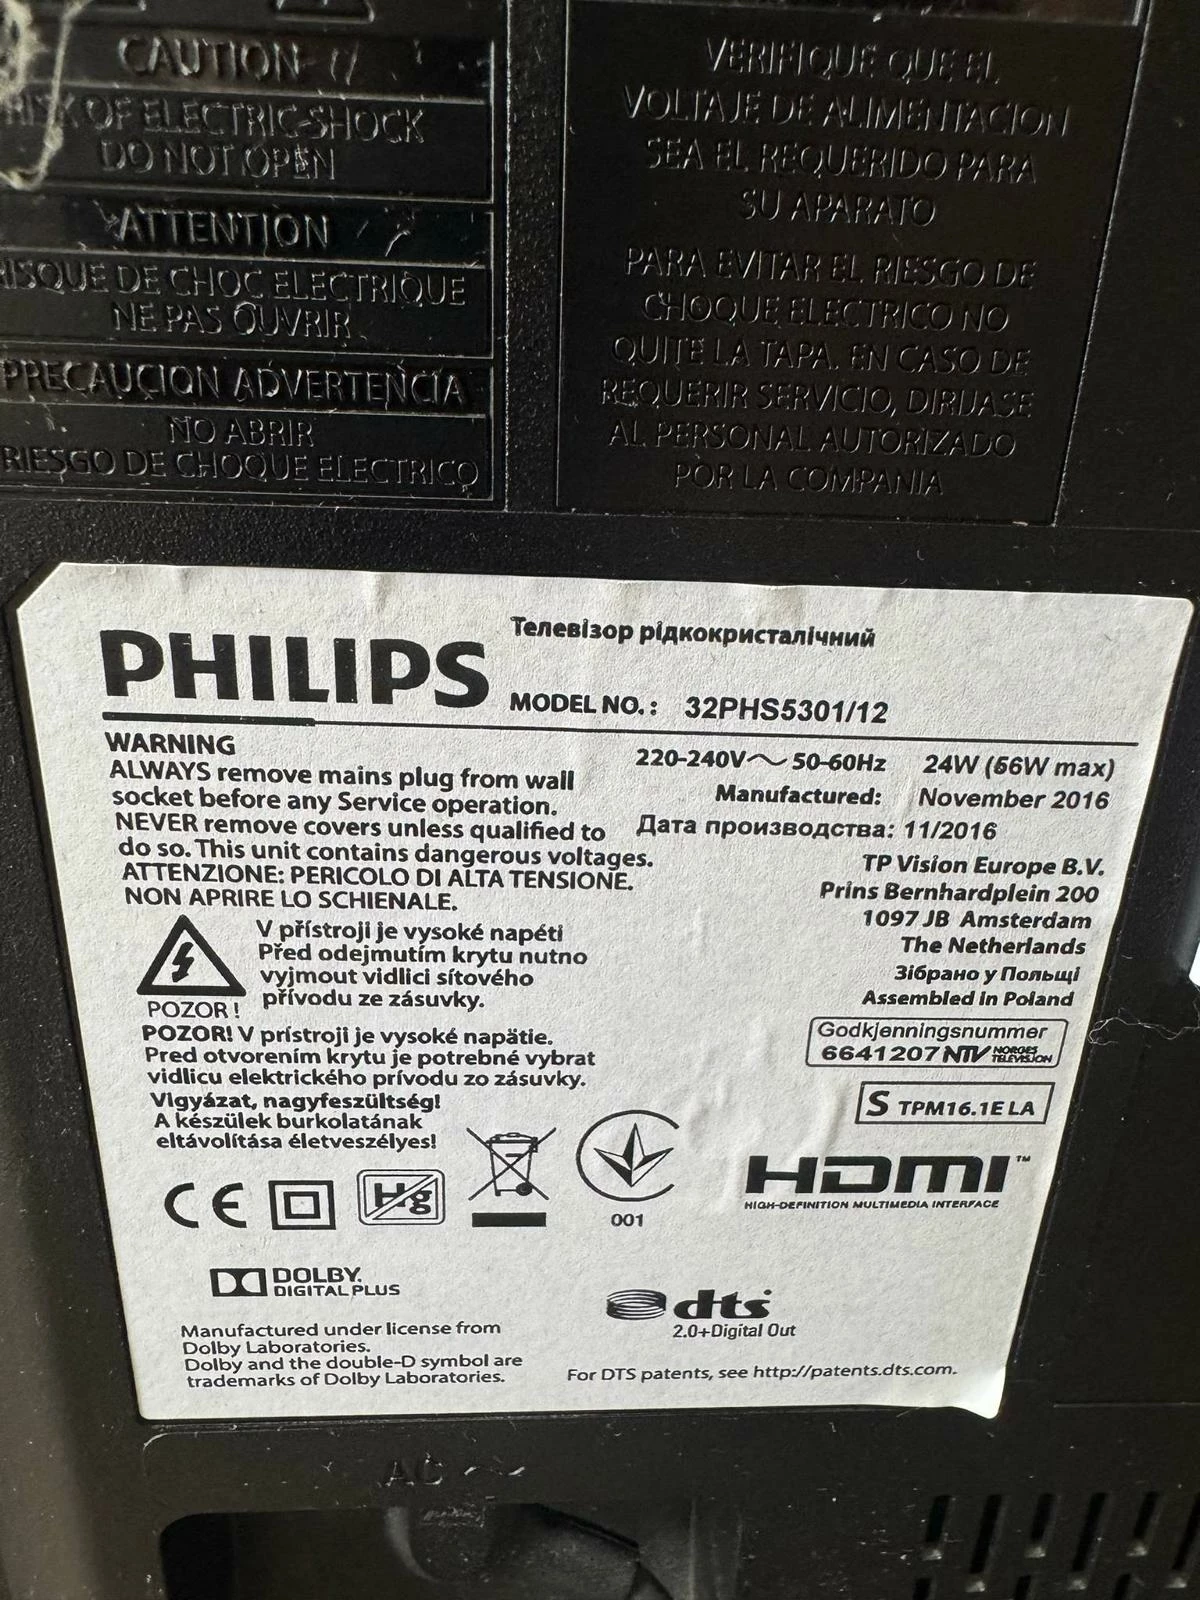 CAUTION
RISK OF ELECTRIC SHOCK
DO NOT OPEN
ATTENTION
RISQUE DE CHOC ELECTRIQUE
NE PAS OUVRIR
PRECAUCION ADVERTENCIA
NO ABRIR
RIESGO DE CHOQUE ELECTRICO
VERIFIQUE QUE EL
VOLTAJE DE ALIMENTACION
SEA EL REQUERIDO PARA
SU APARATO
PARA EVITAR EL RIESGO DE
CHOQUE ELECTRICO NO
QUITE LA TAPA. EN CASO DE
REQUERIR SERVICIO, DIRIJASE
AL PERSONAL AUTORIZADO
POR LA COMPANIA
PHILIPS
Телевізор рідкокристалічний
MODEL NO.: 32PHS5301/12
WARNING
ALWAYS remove mains plug from wall
socket before any Service operation.
NEVER remove covers unless qualified to
do so. This unit contains dangerous voltages.
ATTENZIONE: PERICOLO DI ALTA TENSIONE.
NON APRIRE LO SCHIENALE.
220-240V~ 50-60Hz 24W (56W max)
Manufactured: November 2016
Дата производства: 11/2016
TP Vision Europe B.V.
Prins Bernhardplein 200
1097 JB Amsterdam
The Netherlands
Зібрано у Польщі
Assembled in Poland
V přístroji je vysoké napětí
Před odejmutím krytu nutno
vyjmout vidlici síťového
přívodu ze zásuvky.
POZOR!
POZOR! V prístroji je vysoké napätie.
Pred otvorením krytu je potrebné vybrat
vidlicu elektrického prívodu zo zásuvky.
Vigyázat, nagyfeszültség!
A készülek burkolatának
eltávolítása életveszélyes!
Godkjenningsnummer
6641207 NTV NORGES TELEVISJON
S TPM16.1E LA
CE
Hg
001
HDMI™
HIGH-DEFINITION MULTIMEDIA INTERFACE
DOLBY
DIGITAL PLUS
Manufactured under license from
Dolby Laboratories.
Dolby and the double-D symbol are
trademarks of Dolby Laboratories.
dts
2.0+Digital Out
For DTS patents, see http://patents.dts.com.
AC ~